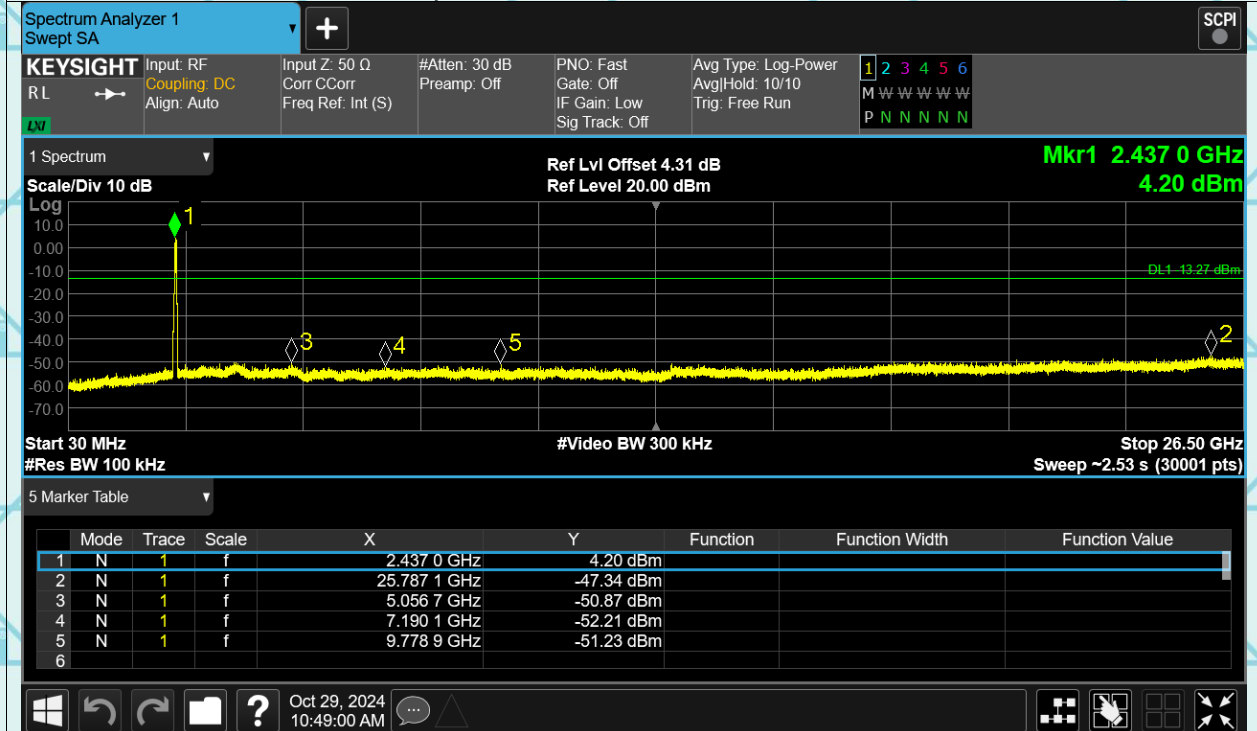 Spectrum Analyzer 1
Swept SA
+
SCPI
KEYSIGHT
R L
LXI
Input: RF
Coupling: DC
Align: Auto
Input Z: 50 Ω
Corr CCorr
Freq Ref: Int (S)
#Atten: 30 dB
Preamp: Off
PNO: Fast
Gate: Off
IF Gain: Low
Sig Track: Off
Avg Type: Log-Power
Avg|Hold: 10/10
Trig: Free Run
1 2 3 4 5 6
M W W W W W
P N N N N N
1 Spectrum
Scale/Div 10 dB
Ref Lvl Offset 4.31 dB
Ref Level 20.00 dBm
Mkr1 2.437 0 GHz
4.20 dBm
Log
10.0
0.00
-10.0
-20.0
-30.0
-40.0
-50.0
-60.0
-70.0
1
DL1 -13.27 dBm
3
4
5
2
Start 30 MHz
#Res BW 100 kHz
#Video BW 300 kHz
Stop 26.50 GHz
Sweep ~2.53 s (30001 pts)
5 Marker Table
Mode Trace Scale X Y Function Function Width Function Value
1 N 1 f 2.437 0 GHz 4.20 dBm
2 N 1 f 25.787 1 GHz -47.34 dBm
3 N 1 f 5.056 7 GHz -50.87 dBm
4 N 1 f 7.190 1 GHz -52.21 dBm
5 N 1 f 9.778 9 GHz -51.23 dBm
6
?
Oct 29, 2024
10:49:00 AM